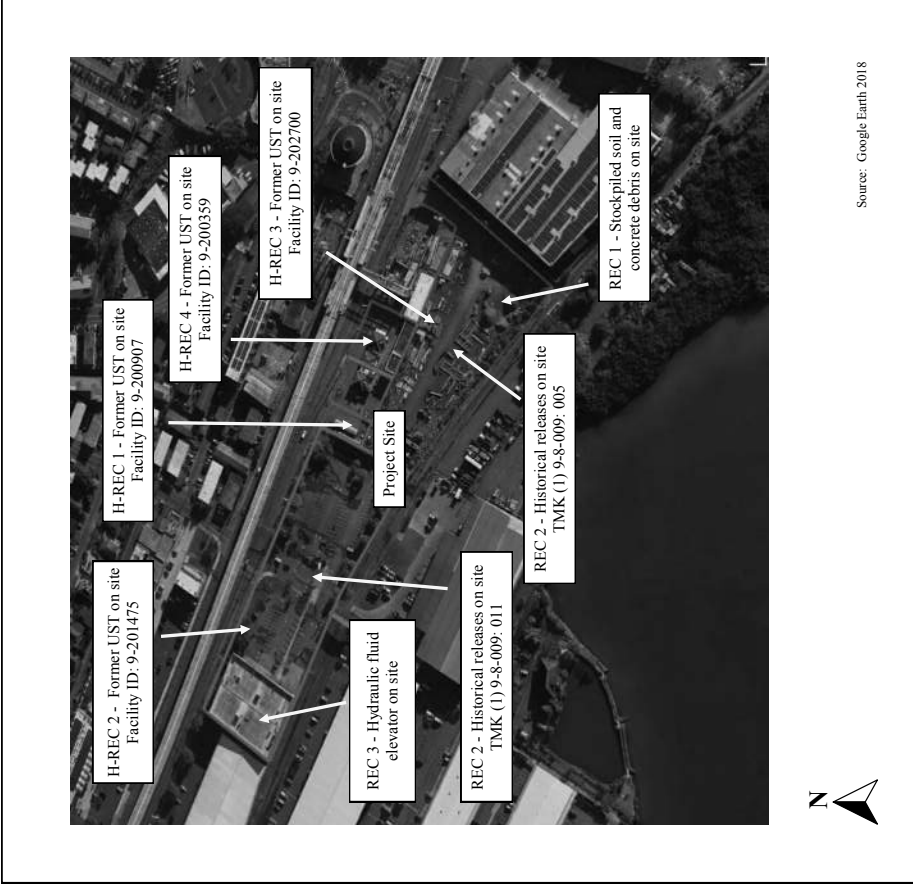 H-REC 2 - Former UST on site
Facility ID: 9-201475
H-REC 1 - Former UST on site
Facility ID: 9-200907
H-REC 4 - Former UST on site
Facility ID: 9-200359
H-REC 3 - Former UST on site
Facility ID: 9-202700
Project Site
REC 3 - Hydraulic fluid
elevator on site
REC 2 - Historical releases on site
TMK (1) 9-8-009: 011
REC 2 - Historical releases on site
TMK (1) 9-8-009: 005
REC 1 - Stockpiled soil and
concrete debris on site
N
Source: Google Earth 2018